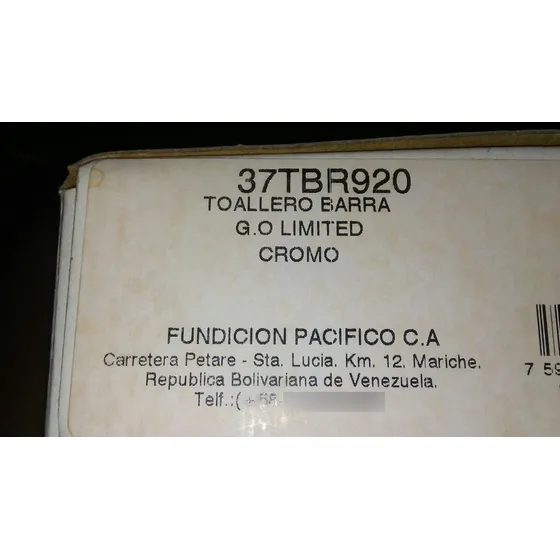 37TBR920
TOALLERO BARRA
G.O LIMITED
CROMO
FUNDICION PACIFICO C.A
Carretera Petare - Sta. Lucia. Km. 12. Mariche.
Republica Bolivariana de Venezuela.
Telf.:(+58-
7 59